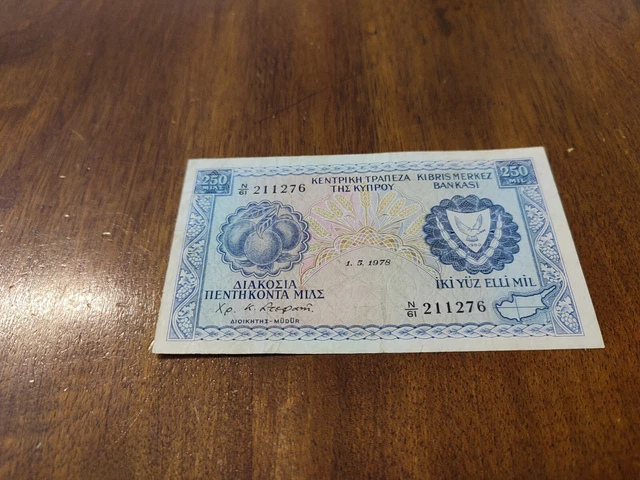 250
ΜΙΛΣ
N/61 211276
ΚΕΝΤΡΙΚΗ ΤΡΑΠΕΖΑ
ΤΗΣ ΚΥΠΡΟΥ
KIBRIS MERKEZ
BANKASI
250
MİL
1. 5. 1978
ΔΙΑΚΟΣΙΑ
ΠΕΝΤΗΚΟΝΤΑ ΜΙΛΣ
İKİ YÜZ ELLİ MİL
N/61 211276
ΔΙΟΙΚΗΤΗΣ - MÜDÜR